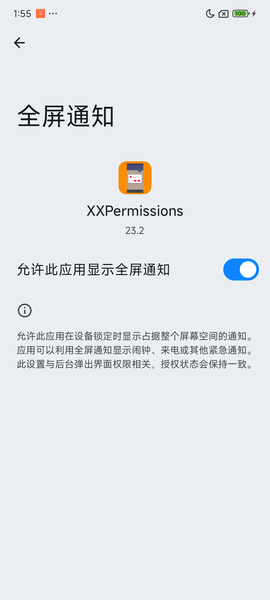 1:55 ... 100
全屏通知
XXPermissions
23.2
允许此应用显示全屏通知
允许此应用在设备锁定时显示占据整个屏幕空间的通知。
应用可以利用全屏通知显示闹钟、来电或其他紧急通知。
此设置与后台弹出界面权限相关，授权状态会保持一致。